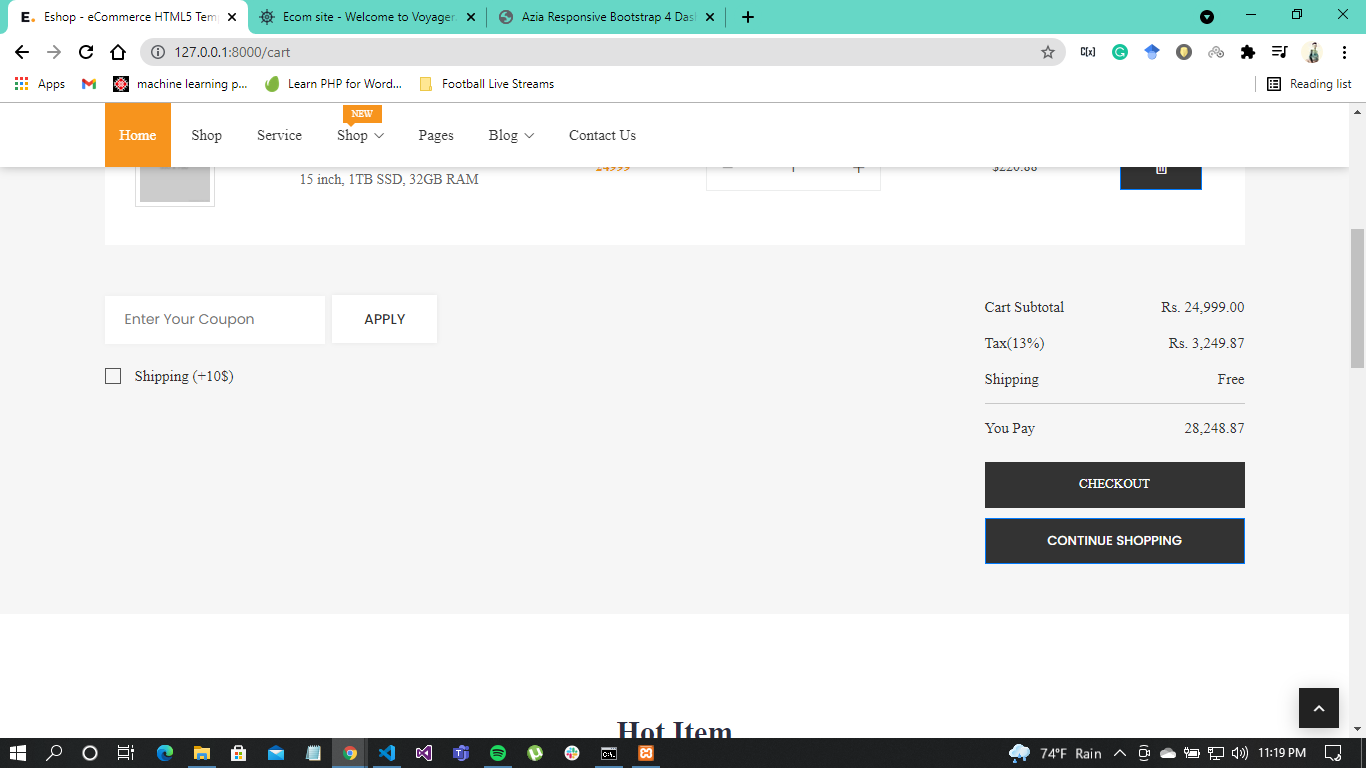 Eshop - eCommerce HTML5 Tem
Ecom site - Welcome to Voyager.
Azia Responsive Bootstrap 4 Das
127.0.0.1:8000/cart
Apps
machine learning p...
Learn PHP for Word...
Football Live Streams
Reading list
NEW
Home
Shop
Service
Shop
Pages
Blog
Contact Us
15 inch, 1TB SSD, 32GB RAM
24999
1
$220.88
Enter Your Coupon
APPLY
Shipping (+10$)
Cart Subtotal
Rs. 24,999.00
Tax(13%)
Rs. 3,249.87
Shipping
Free
You Pay
28,248.87
CHECKOUT
CONTINUE SHOPPING
Hot Item
74°F Rain
11:19 PM